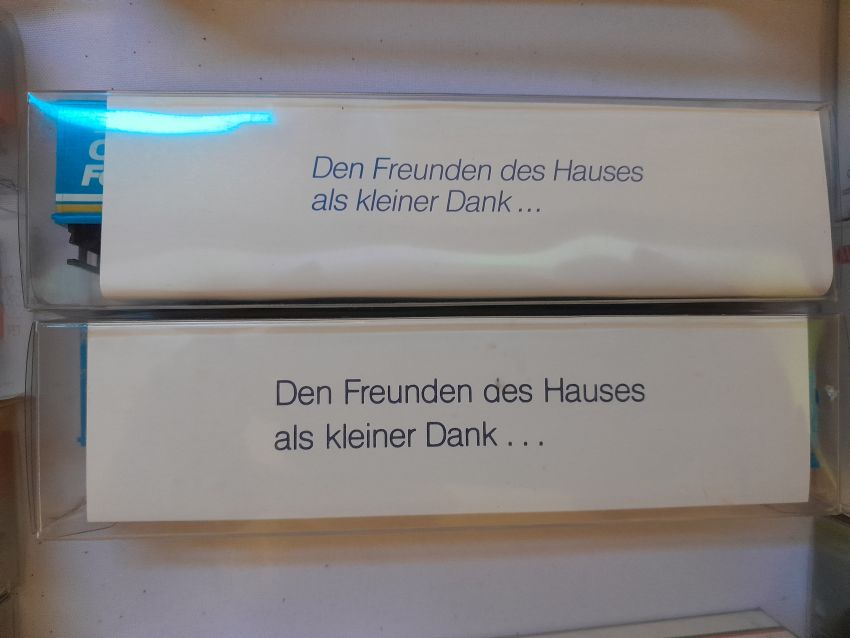 Den Freunden des Hauses
als kleiner Dank ...
Den Freunden des Hauses
als kleiner Dank . . .